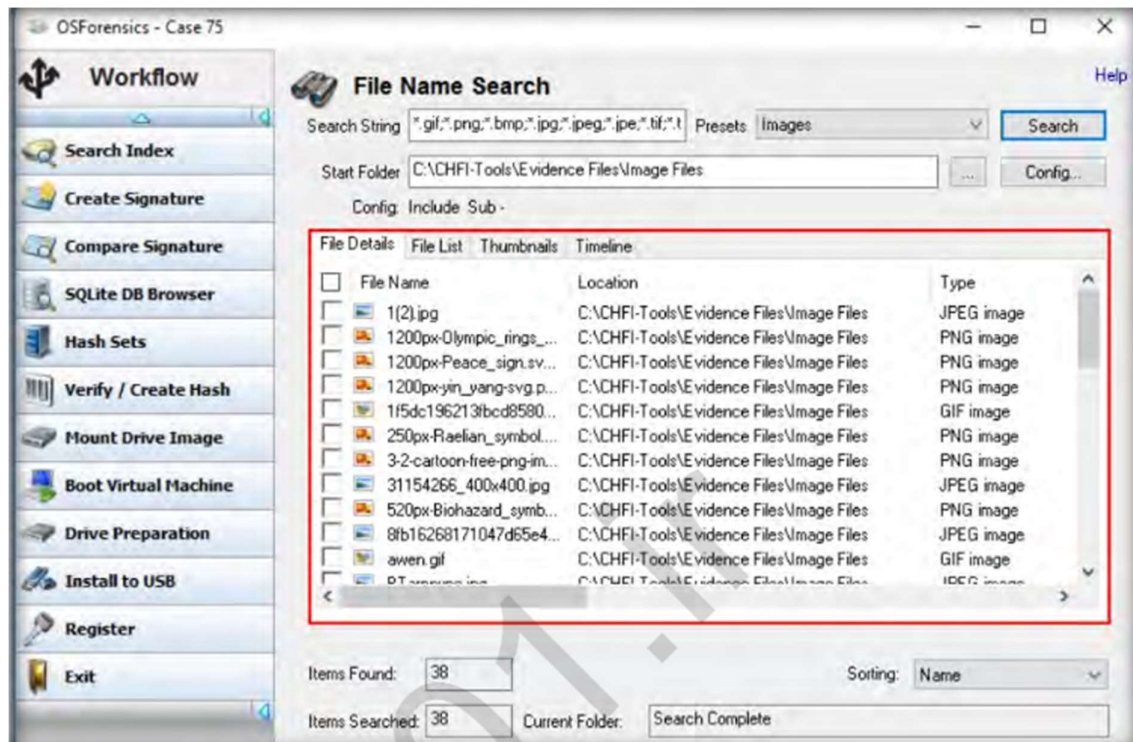 OSForensics - Case 75
Workflow
Search Index
Create Signature
Compare Signature
SQLite DB Browser
Hash Sets
Verify / Create Hash
Mount Drive Image
Boot Virtual Machine
Drive Preparation
Install to USB
Register
Exit
File Name Search
Help
Search String *.gif;*.png;*.bmp;*.jpg;*.jpeg;*.jpe;*.tif;*.t Presets Images Search
Start Folder C:\CHFI-Tools\Evidence Files\Image Files ... Config...
Config: Include Sub -
File Details File List Thumbnails Timeline
File Name Location Type
1(2).jpg C:\CHFI-Tools\Evidence Files\Image Files JPEG image
1200px-Olympic_rings_... C:\CHFI-Tools\Evidence Files\Image Files PNG image
1200px-Peace_sign.sv... C:\CHFI-Tools\Evidence Files\Image Files PNG image
1200px-yin_yang-svg.p... C:\CHFI-Tools\Evidence Files\Image Files PNG image
1f5dc196213fbcd8580... C:\CHFI-Tools\Evidence Files\Image Files GIF image
250px-Raelian_symbol.... C:\CHFI-Tools\Evidence Files\Image Files PNG image
3-2-cartoon-free-png-im... C:\CHFI-Tools\Evidence Files\Image Files PNG image
31154266_400x400.jpg C:\CHFI-Tools\Evidence Files\Image Files JPEG image
520px-Biohazard_symb... C:\CHFI-Tools\Evidence Files\Image Files PNG image
8fb16268171047d65e4... C:\CHFI-Tools\Evidence Files\Image Files JPEG image
awen.gif C:\CHFI-Tools\Evidence Files\Image Files GIF image
C:\CHFI-Tools\Evidence Files\Image Files JPEG image
Items Found: 38 Sorting: Name
Items Searched: 38 Current Folder: Search Complete